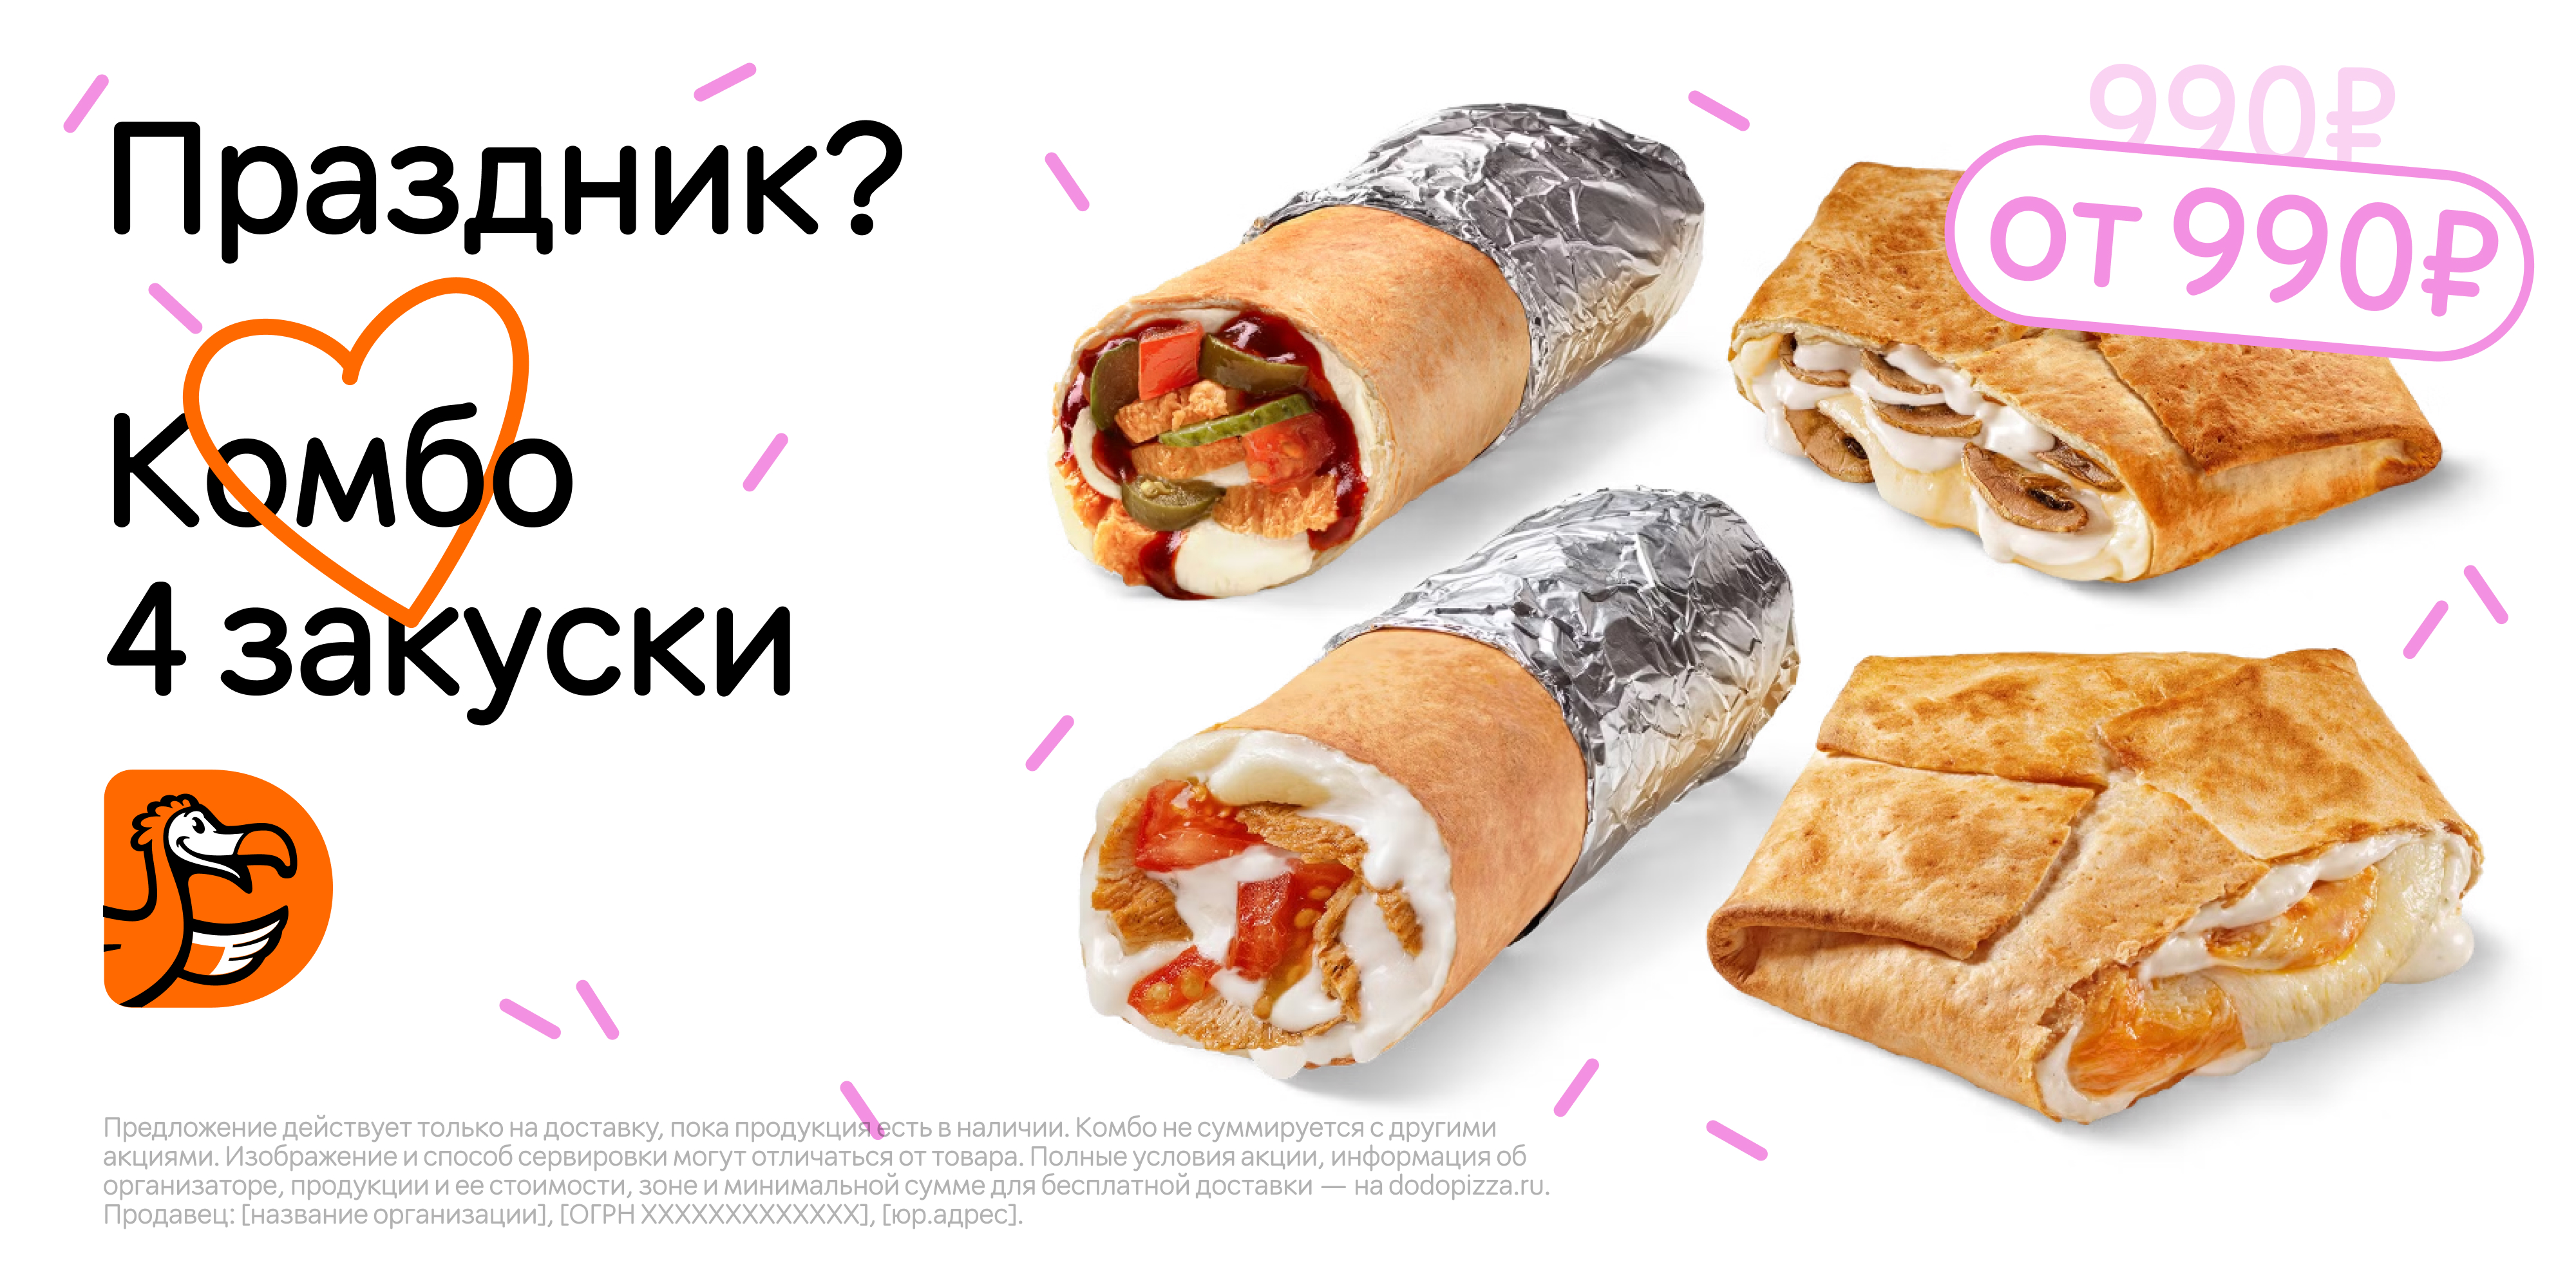 Праздник?
Комбо
4 закуски
990₽
от 990₽
Предложение действует только на доставку, пока продукция есть в наличии. Комбо не суммируется с другими
акциями. Изображение и способ сервировки могут отличаться от товара. Полные условия акции, информация об
организаторе, продукции и ее стоимости, зоне и минимальной сумме для бесплатной доставки — на dodopizza.ru.
Продавец: [название организации], [ОГРН XXXXXXXXXXXXX], [юр.адрес].